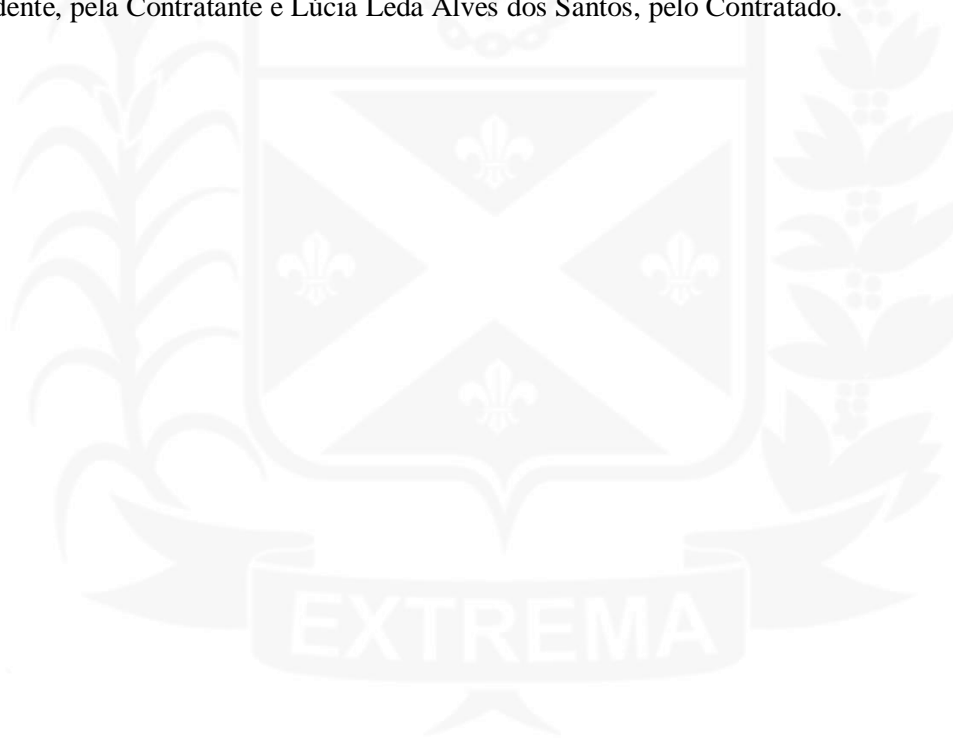 dente, pela Contratante e Lúcia Leda Alves dos Santos, pelo Contratado.
EXTREMA